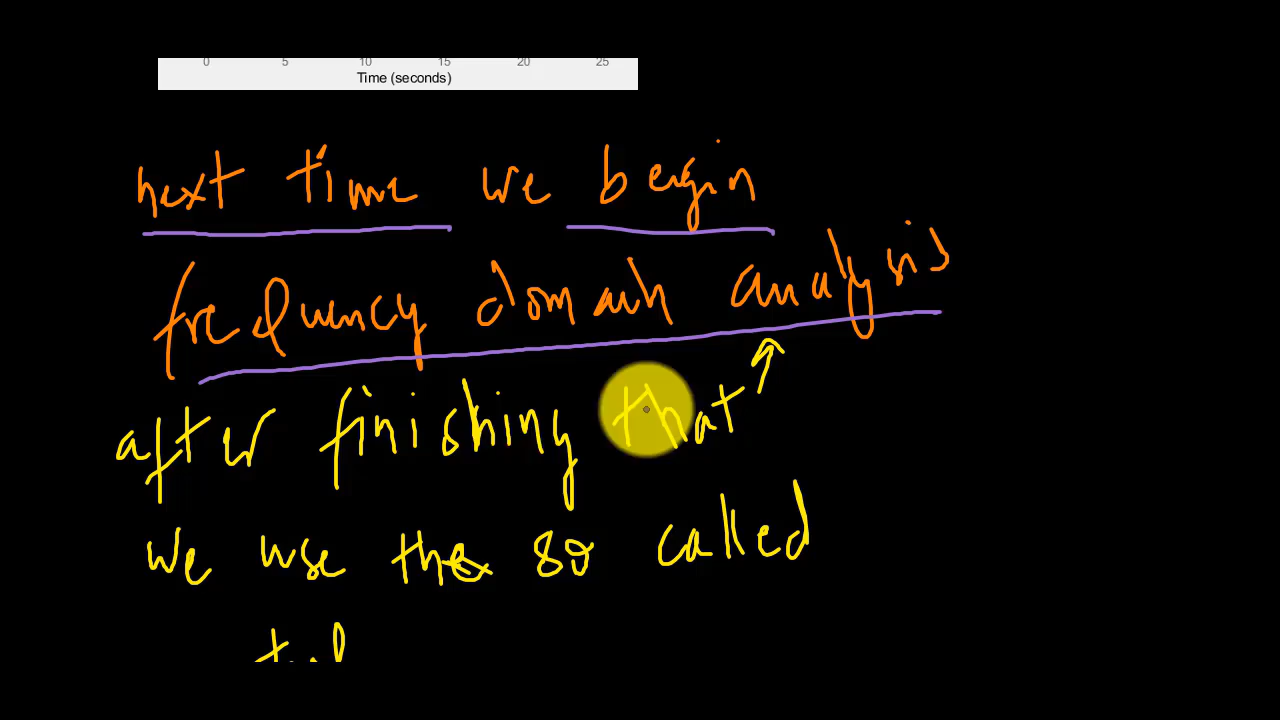 0 5 10 15 20 25
Time (seconds)
next time we begin
frequency domain analysis
after finishing that
we use the so called